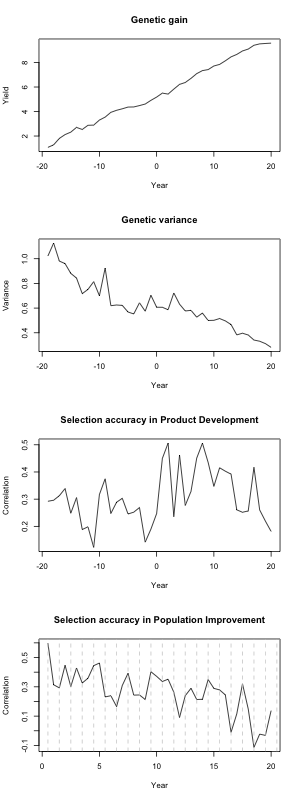 Genetic gain
8
6
4
2
Yield
-20 -10 0 10 20
Year
Genetic variance
1.0
0.8
0.6
0.4
Variance
-20 -10 0 10 20
Year
Selection accuracy in Product Development
0.5
0.4
0.3
0.2
Correlation
-20 -10 0 10 20
Year
Selection accuracy in Population Improvement
0.5
0.3
0.1
-0.1
Correlation
0 5 10 15 20
Year